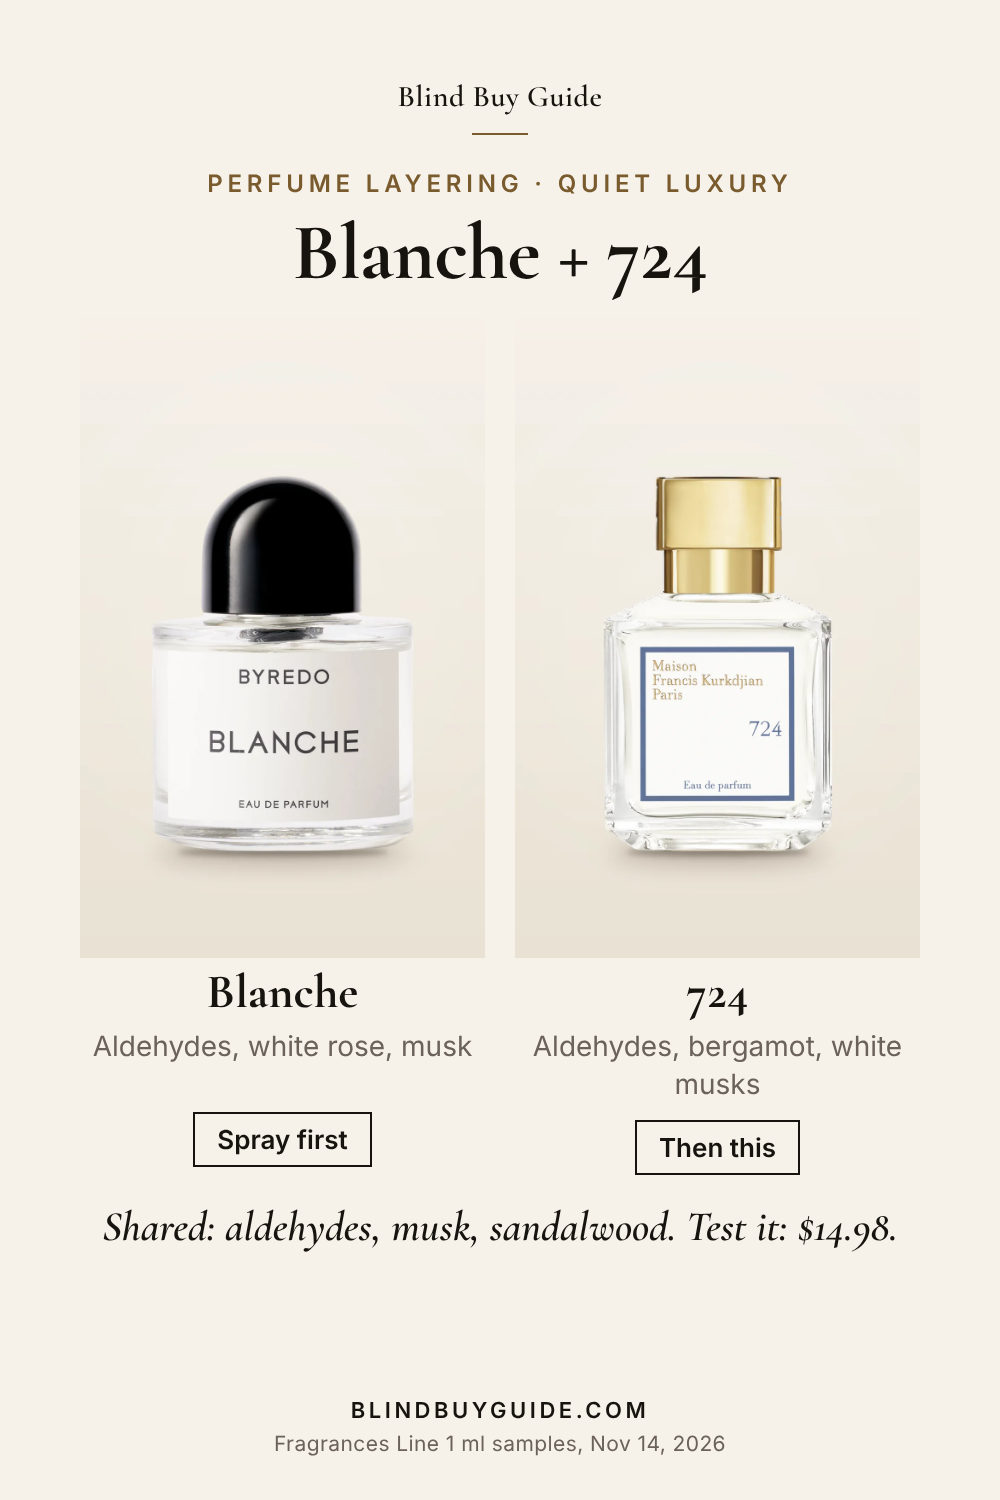 Blind Buy Guide
PERFUME LAYERING · QUIET LUXURY
Blanche + 724
BYREDO
BLANCHE
EAU DE PARFUM
Maison
Francis Kurkdjian
Paris
724
Eau de parfum
Blanche
Aldehydes, white rose, musk
Spray first
724
Aldehydes, bergamot, white
musks
Then this
Shared: aldehydes, musk, sandalwood. Test it: $14.98.
BLINDBUYGUIDE.COM
Fragrances Line 1 ml samples, Nov 14, 2026